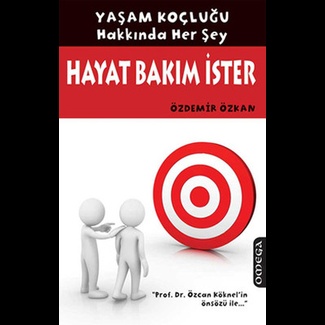 YAŞAM KOÇLUĞU
Hakkında Her Şey
HAYAT BAKIM İSTER
ÖZDEMİR ÖZKAN
"Prof. Dr. Özcan Köknel'in
önsözü ile..."
OMEGA